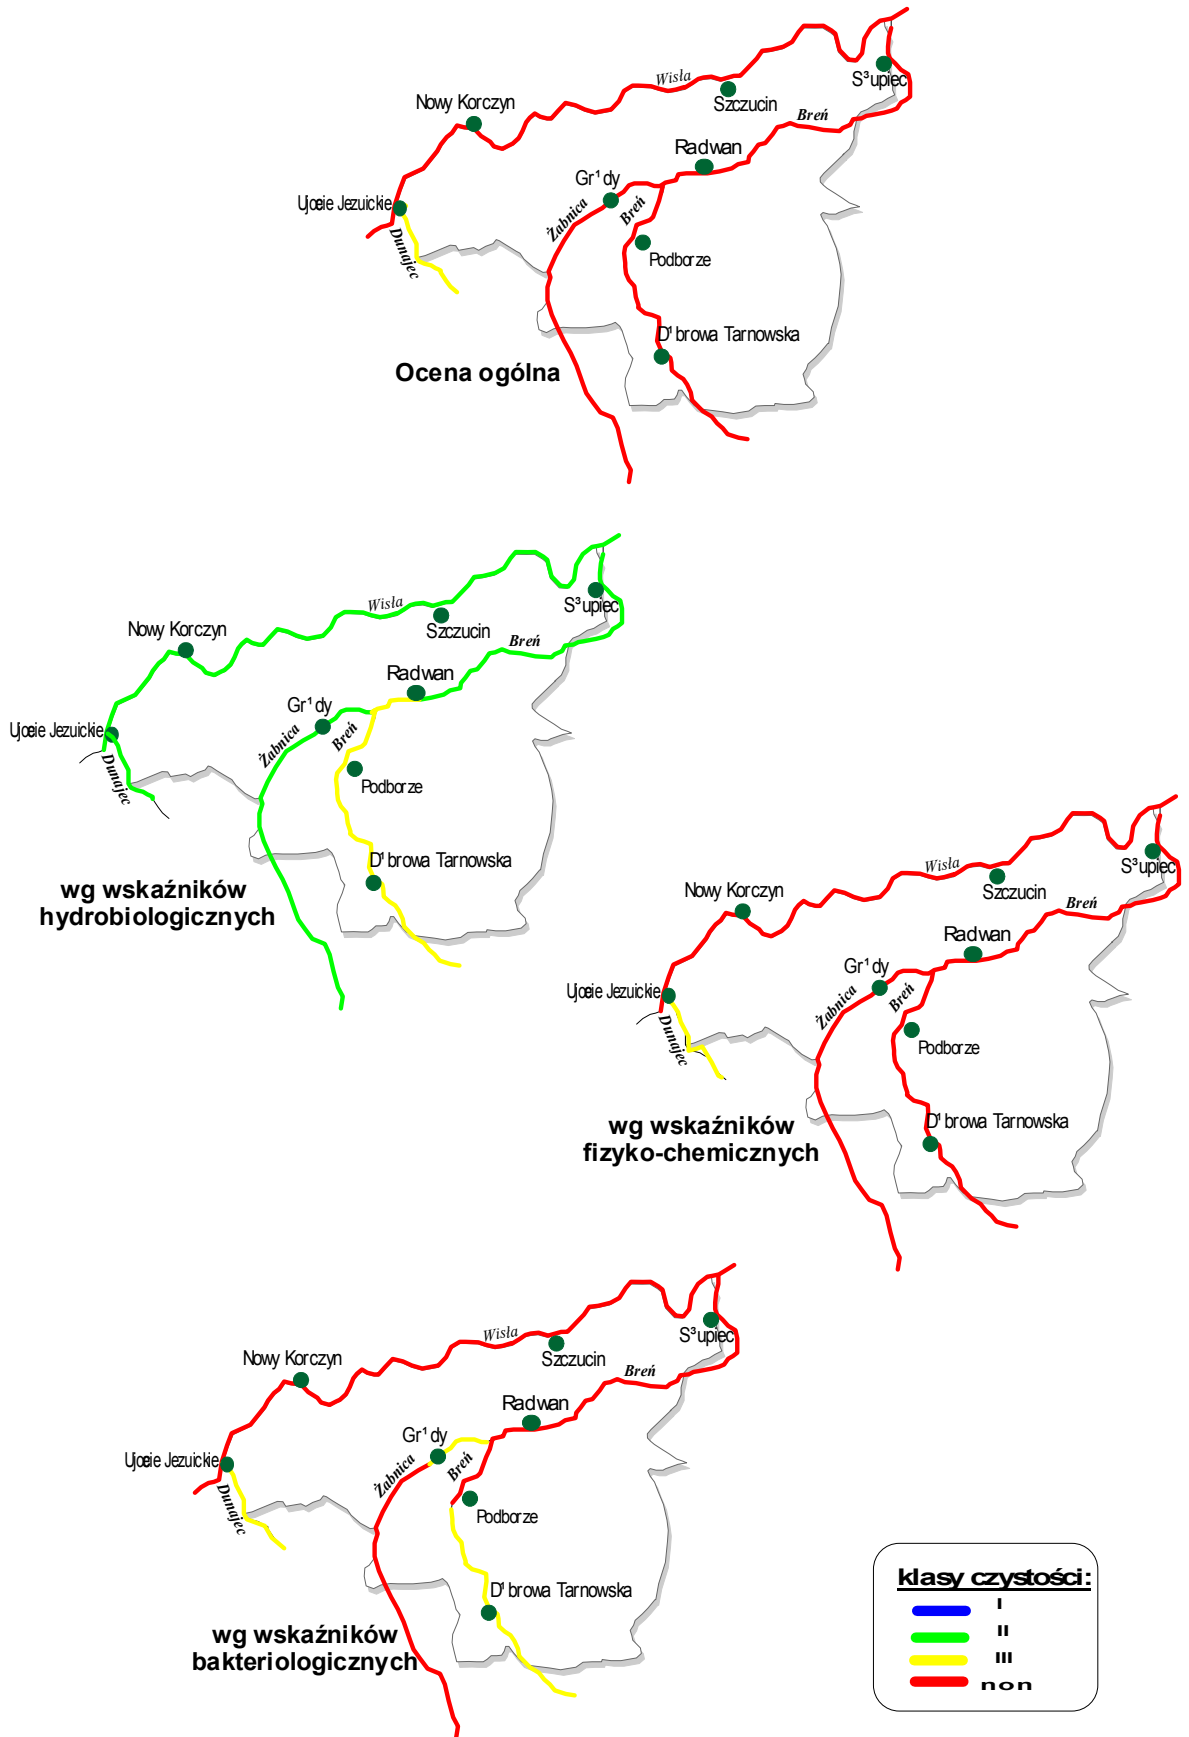 Wisła
S³upiec
Szczucin
Nowy Korczyn
Breń
Radwan
Gr¹dy
Ujœcie Jezuickie
Żabnica
Breń
Dunajec
Podborze
D¹browa Tarnowska
Ocena ogólna
Wisła
S³upiec
Szczucin
Nowy Korczyn
Breń
Radwan
Gr¹dy
Ujœcie Jezuickie
Żabnica
Breń
Dunajec
Podborze
D¹browa Tarnowska
wg wskaźników
hydrobiologicznych
Wisła
S³upiec
Szczucin
Nowy Korczyn
Breń
Radwan
Gr¹dy
Ujœcie Jezuickie
Żabnica
Breń
Dunajec
Podborze
D¹browa Tarnowska
wg wskaźników
fizyko-chemicznych
Wisła
S³upiec
Szczucin
Nowy Korczyn
Breń
Radwan
Gr¹dy
Ujœcie Jezuickie
Żabnica
Breń
Dunajec
Podborze
D¹browa Tarnowska
wg wskaźników
bakteriologicznych
klasy czystości:
I
II
III
non